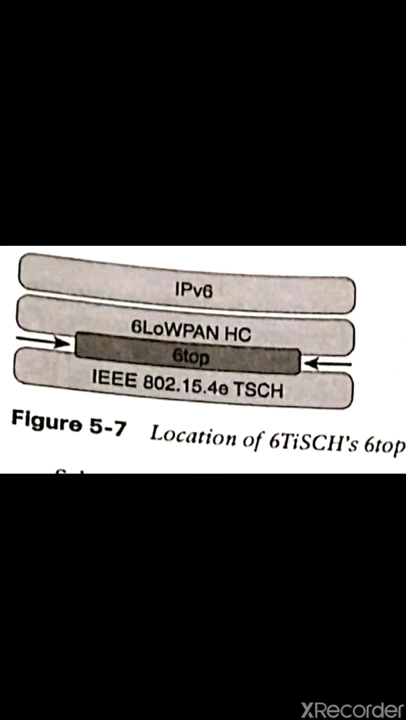 IPv6
6LoWPAN HC
6top
IEEE 802.15.4e TSCH
Figure 5-7 Location of 6TiSCH's 6top
XRecorder